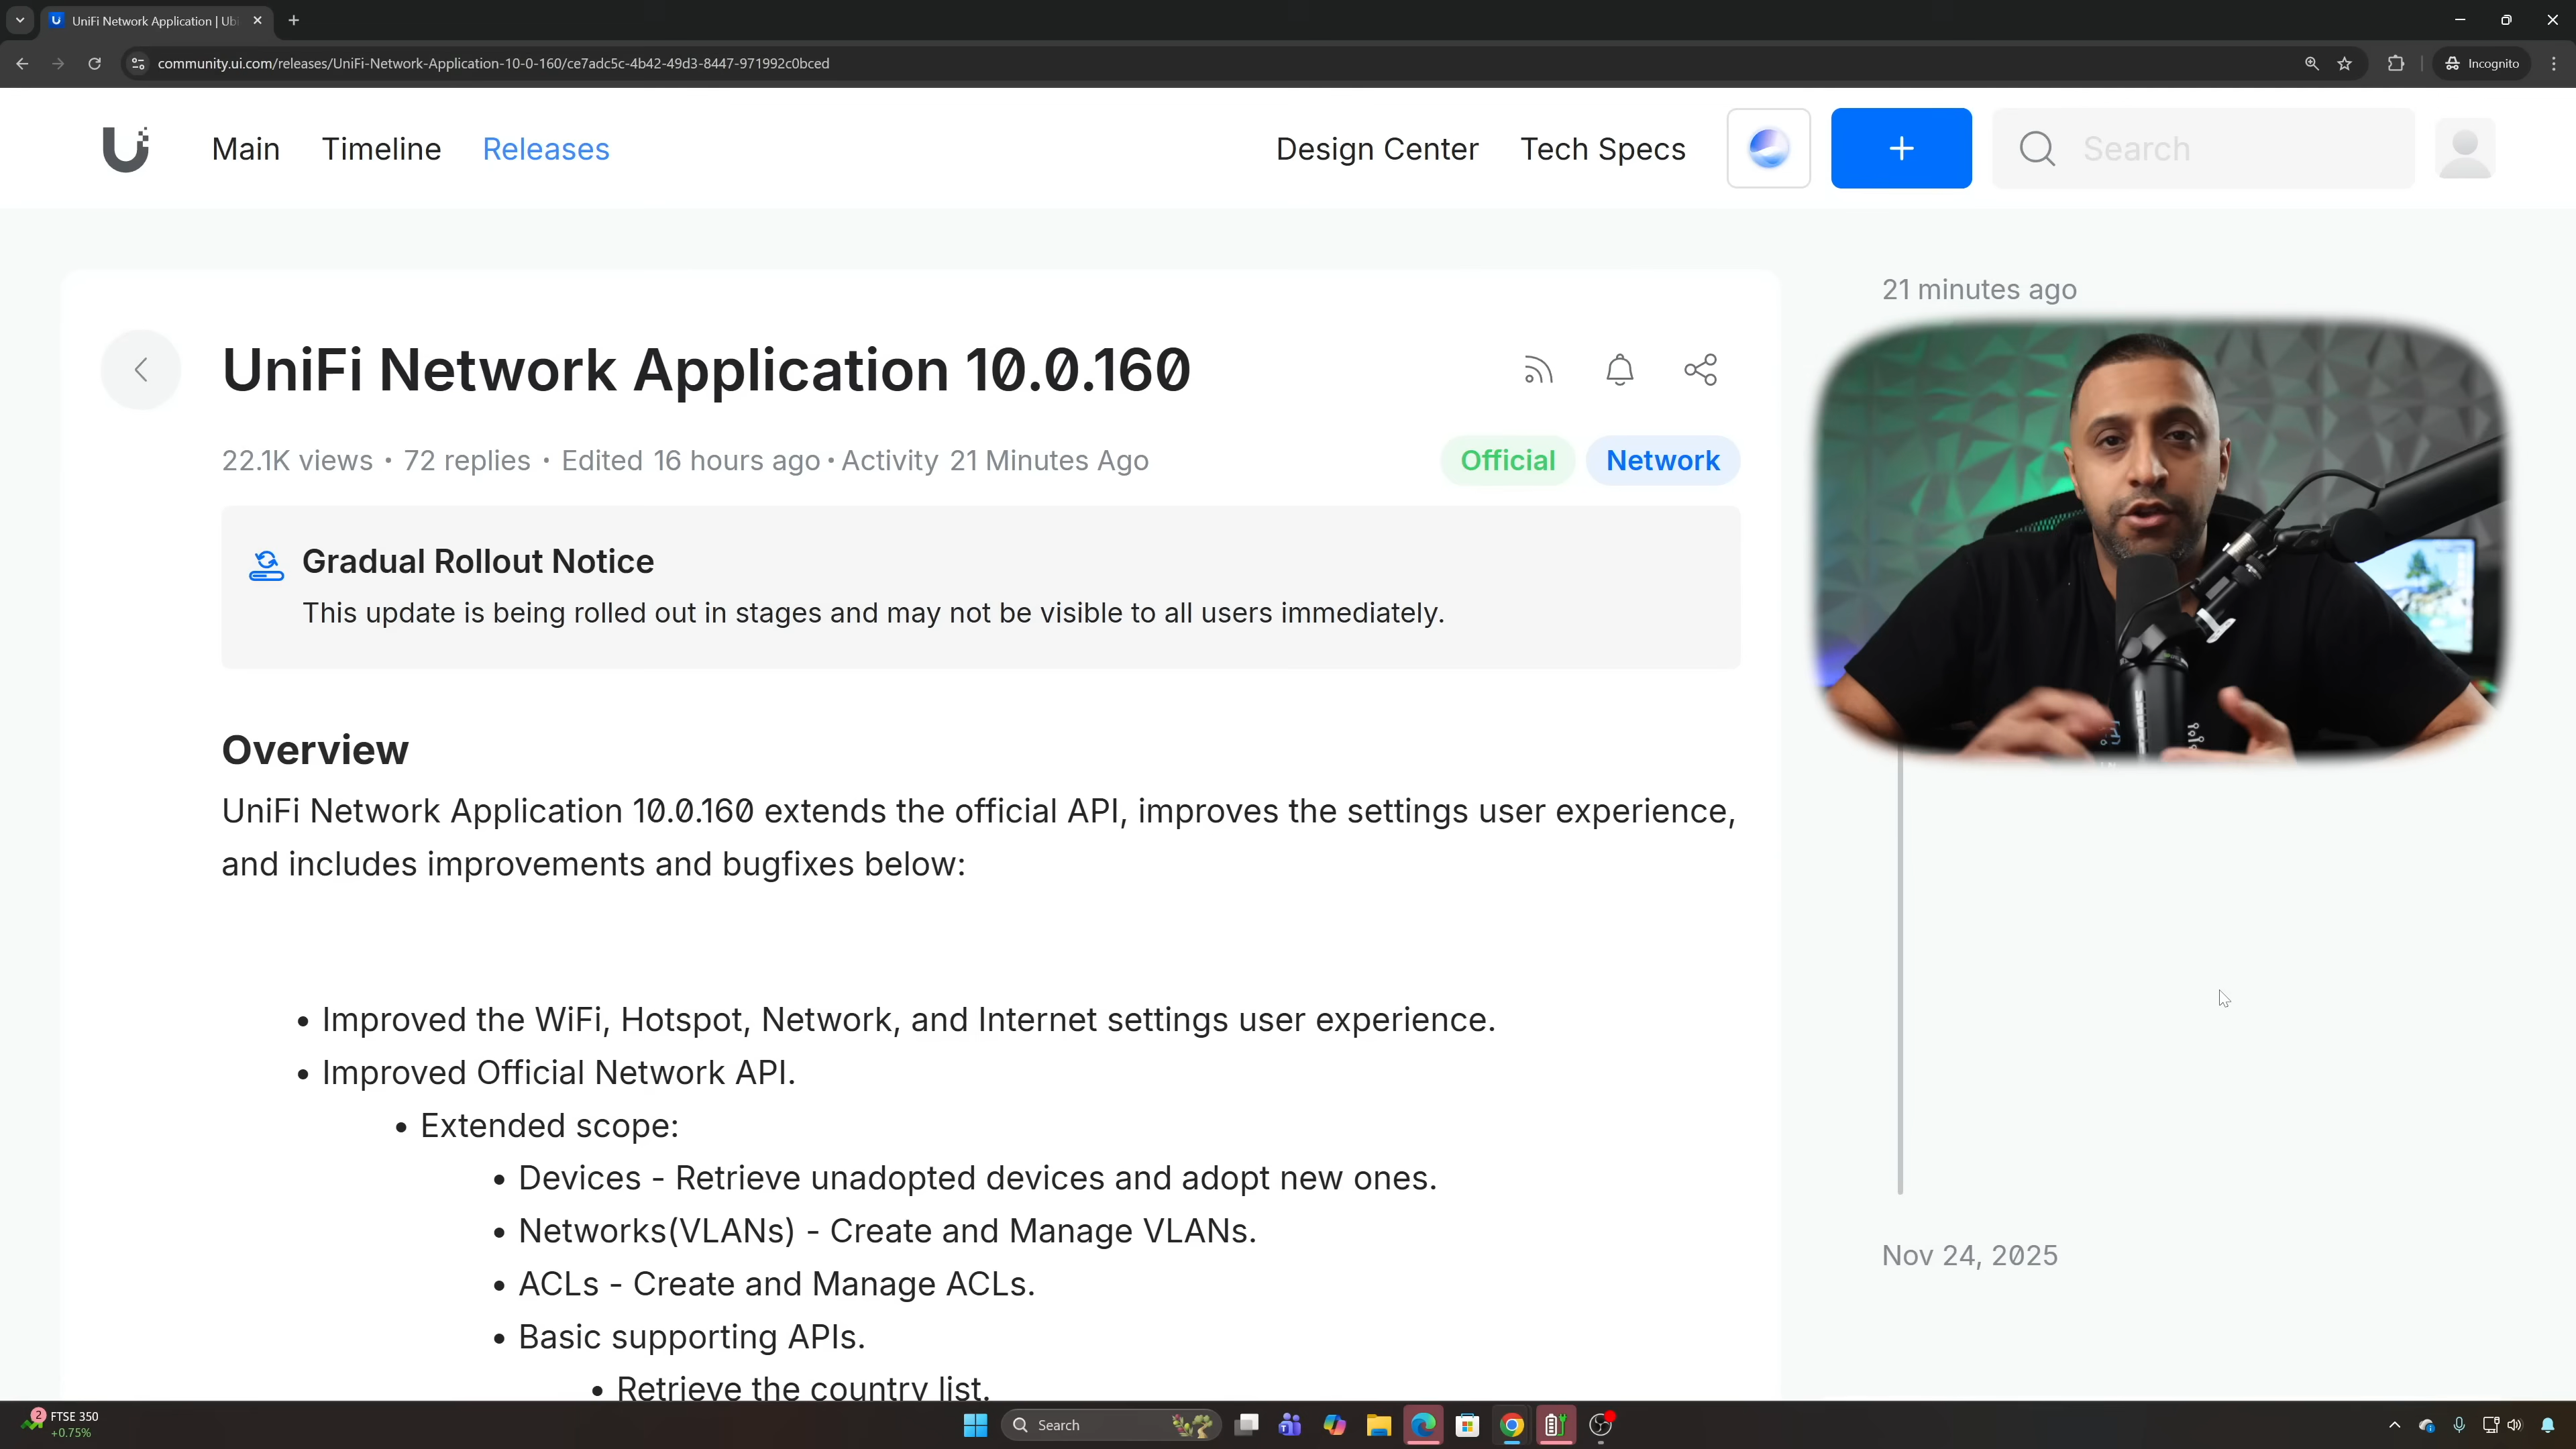 UniFi Network Application | Ub
community.ui.com/releases/UniFi-Network-Application-10-0-160/ce7adc5c-4b42-49d3-8447-971992c0bced
Incognito
Main Timeline Releases Design Center Tech Specs Search
21 minutes ago
UniFi Network Application 10.0.160
22.1K views • 72 replies • Edited 16 hours ago • Activity 21 Minutes Ago
Official Network
Gradual Rollout Notice
This update is being rolled out in stages and may not be visible to all users immediately.
Overview
UniFi Network Application 10.0.160 extends the official API, improves the settings user experience,
and includes improvements and bugfixes below:
• Improved the WiFi, Hotspot, Network, and Internet settings user experience.
• Improved Official Network API.
• Extended scope:
• Devices - Retrieve unadopted devices and adopt new ones.
• Networks(VLANs) - Create and Manage VLANs.
• ACLs - Create and Manage ACLs.
• Basic supporting APIs.
• Retrieve the country list.
Nov 24, 2025
2
FTSE 350
+0.75%
Search